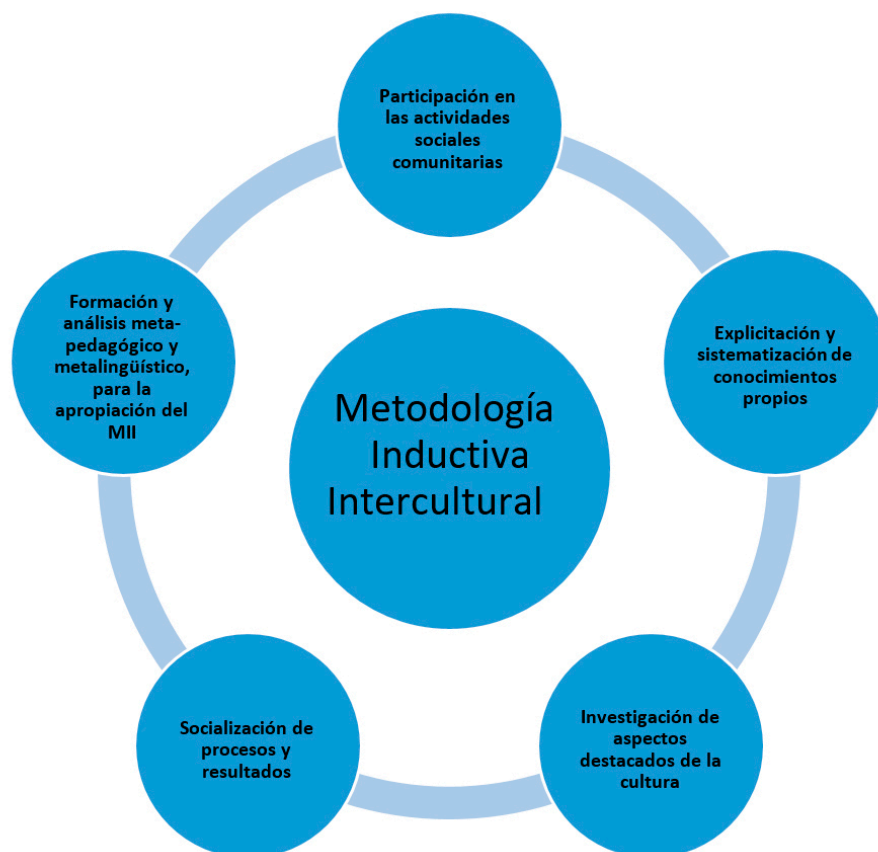 Participación en
las actividades
sociales
comunitarias
Explicitación y
sistematización de
conocimientos
propios
Investigación de
aspectos
destacados de la
cultura
Socialización de
procesos y
resultados
Formación y
análisis meta-
pedagógico y
metalingüístico,
para la
apropiación del
MII
Metodología
Inductiva
Intercultural